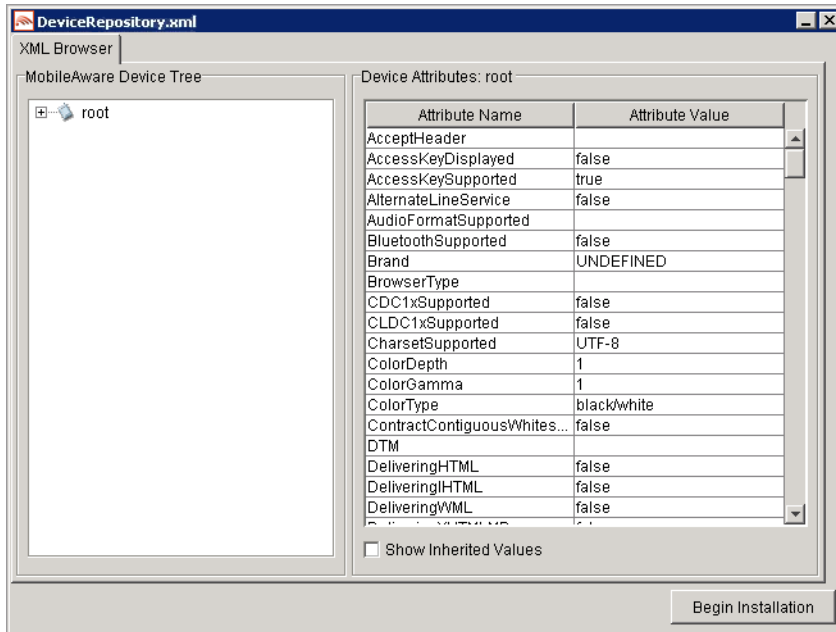 DeviceRepository.xml
XML Browser
MobileAware Device Tree
root
Device Attributes: root
Attribute Name Attribute Value
AcceptHeader
AccessKeyDisplayed false
AccessKeySupported true
AlternateLineService false
AudioFormatSupported
BluetoothSupported false
Brand UNDEFINED
BrowserType
CDC1xSupported false
CLDC1xSupported false
CharsetSupported UTF-8
ColorDepth 1
ColorGamma 1
ColorType black/white
ContractContiguousWhites... false
DTM
DeliveringHTML false
DeliveringIHTML false
DeliveringWML false
Show Inherited Values
Begin Installation